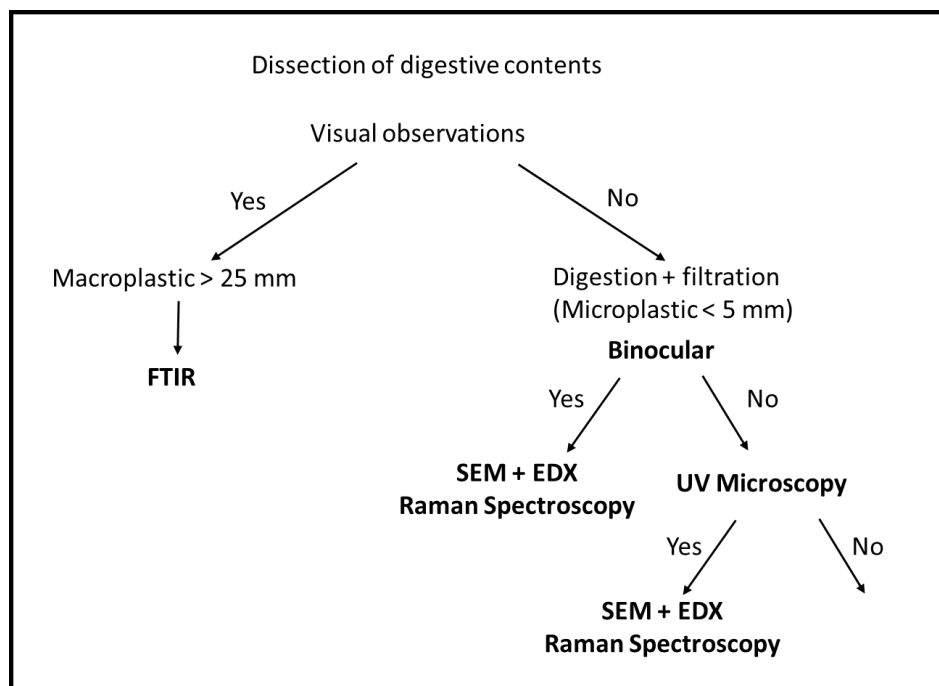 Dissection of digestive contents
Visual observations
Yes
No
Macroplastic > 25 mm
FTIR
Digestion + filtration
(Microplastic < 5 mm)
Binocular
Yes
No
SEM + EDX
Raman Spectroscopy
UV Microscopy
Yes
No
SEM + EDX
Raman Spectroscopy